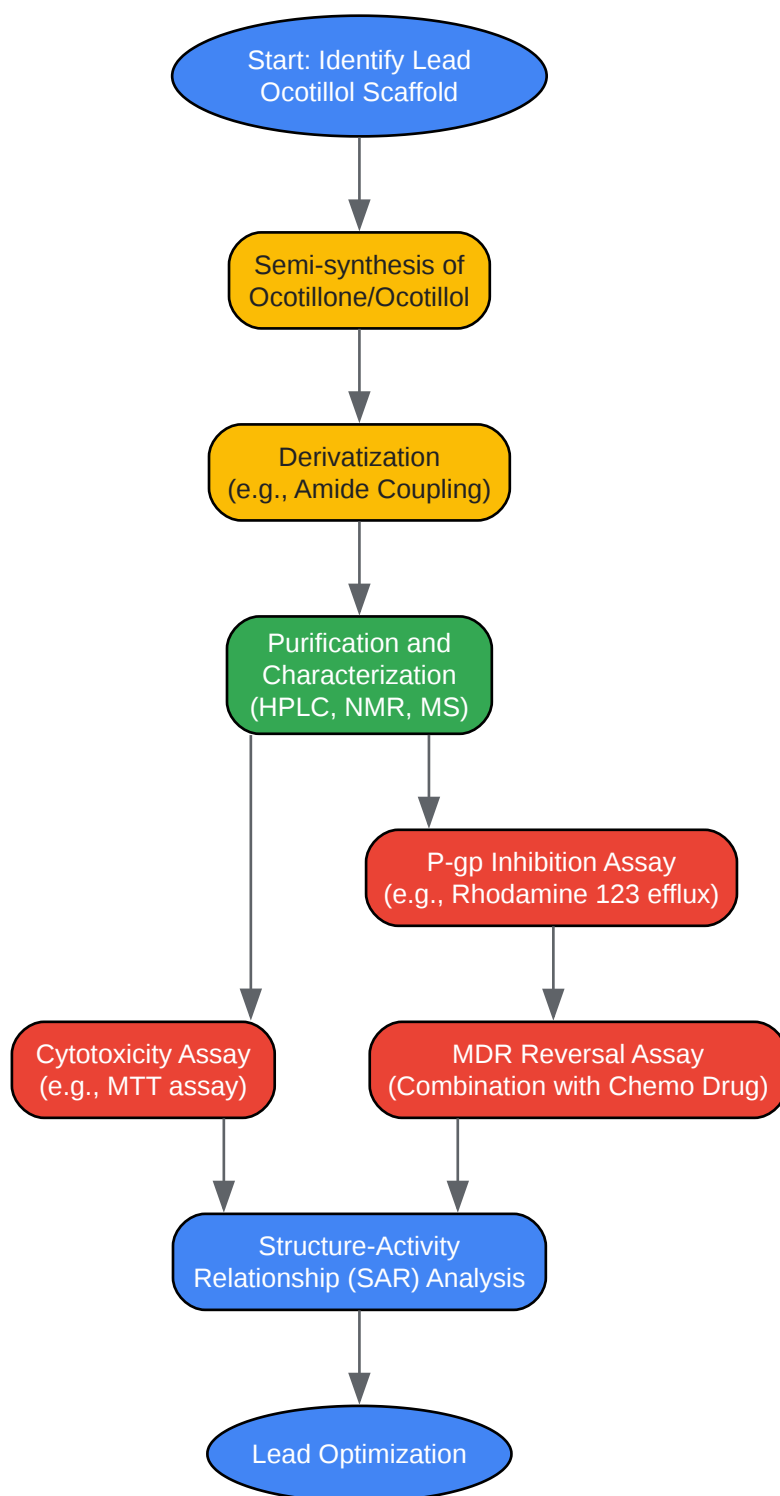 Start: Identify Lead
Ocotillol Scaffold
Semi-synthesis of
Ocotillone/Ocotillol
Derivatization
(e.g., Amide Coupling)
Purification and
Characterization
(HPLC, NMR, MS)
P-gp Inhibition Assay
(e.g., Rhodamine 123 efflux)
Cytotoxicity Assay
(e.g., MTT assay)
MDR Reversal Assay
(Combination with Chemo Drug)
Structure-Activity
Relationship (SAR) Analysis
Lead Optimization